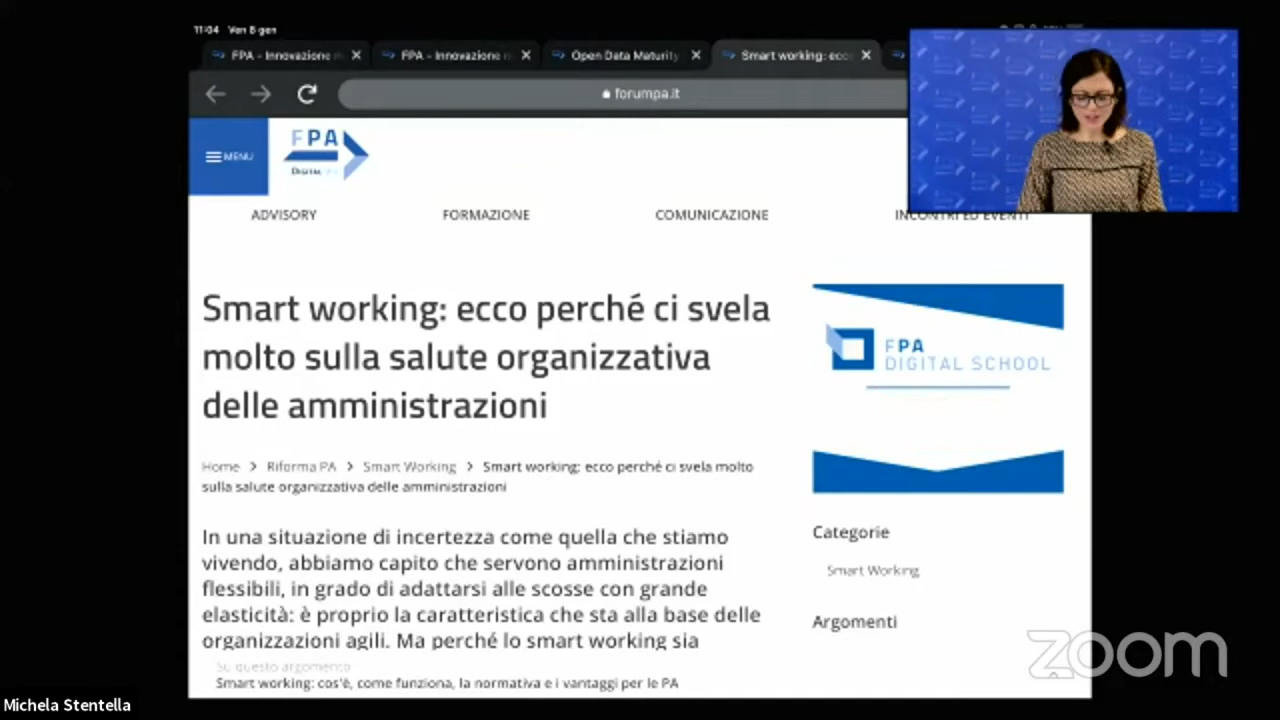 11:04 Ven 8 gen
FPA - Innovazione
FPA - Innovazione
Open Data Maturity
Smart working: ecc
forumpa.it
MENU
FPA
DIGITAL
ADVISORY
FORMAZIONE
COMUNICAZIONE
INCONTRI ED EVENTI
Smart working: ecco perché ci svela
molto sulla salute organizzativa
delle amministrazioni
FPA
DIGITAL SCHOOL
Home > Riforma PA > Smart Working > Smart working: ecco perché ci svela molto
sulla salute organizzativa delle amministrazioni
In una situazione di incertezza come quella che stiamo
vivendo, abbiamo capito che servono amministrazioni
flessibili, in grado di adattarsi alle scosse con grande
elasticità: è proprio la caratteristica che sta alla base delle
organizzazioni agili. Ma perché lo smart working sia
Categorie
Smart Working
Argomenti
Su questo argomento
Smart working: cos'è, come funziona, la normativa e i vantaggi per le PA
zoom
Michela Stentella